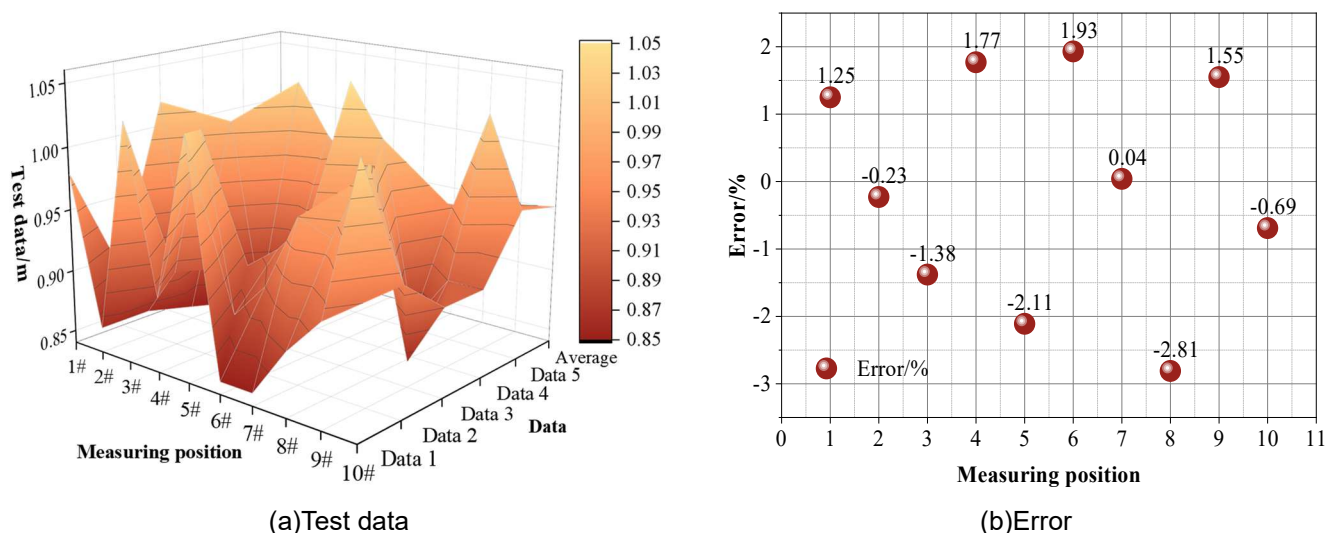 1.05
1.00
0.95
0.90
0.85
Test data/m
1#
2#
3#
4#
5#
6#
7#
8#
9#
10#
Measuring position
Data 1
Data 2
Data 3
Data 4
Data 5
Average
Data
1.05
1.03
1.01
0.99
0.97
0.95
0.93
0.91
0.89
0.87
0.85
(a)Test data
2
1
0
-1
-2
-3
Error/%
1.25
-0.23
-1.38
1.77
-2.11
1.93
0.04
-2.81
1.55
-0.69
Error/%
0 1 2 3 4 5 6 7 8 9 10 11
Measuring position
(b)Error